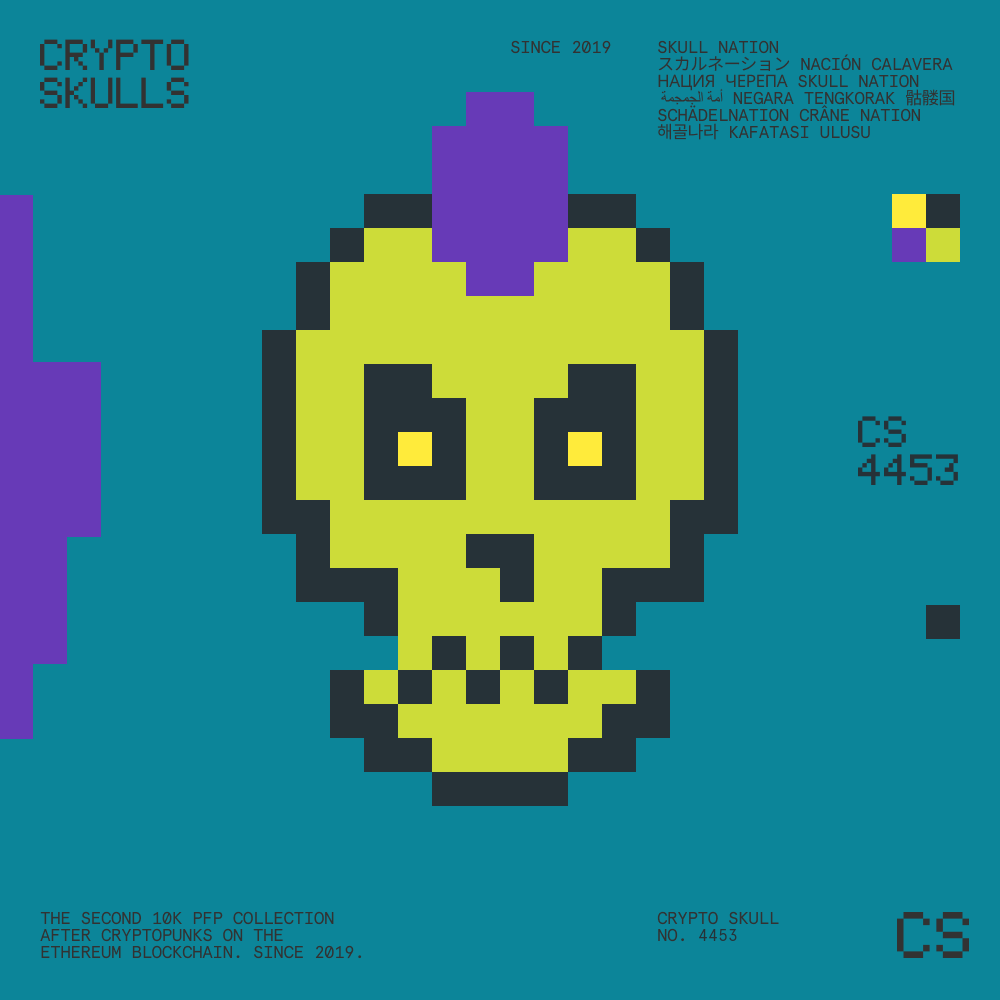 CRYPTO
SKULLS
SINCE 2019
SKULL NATION
スカルネーション NACIÓN CALAVERA
НАЦИЯ ЧЕРЕПА SKULL NATION
أمة الجمجمة NEGARA TENGKORAK 骷髅国
SCHÄDELNATION CRÂNE NATION
해골나라 KAFATASI ULUSU
CS
4453
THE SECOND 10K PFP COLLECTION
AFTER CRYPTOPUNKS ON THE
ETHEREUM BLOCKCHAIN. SINCE 2019.
CRYPTO SKULL
NO. 4453
CS